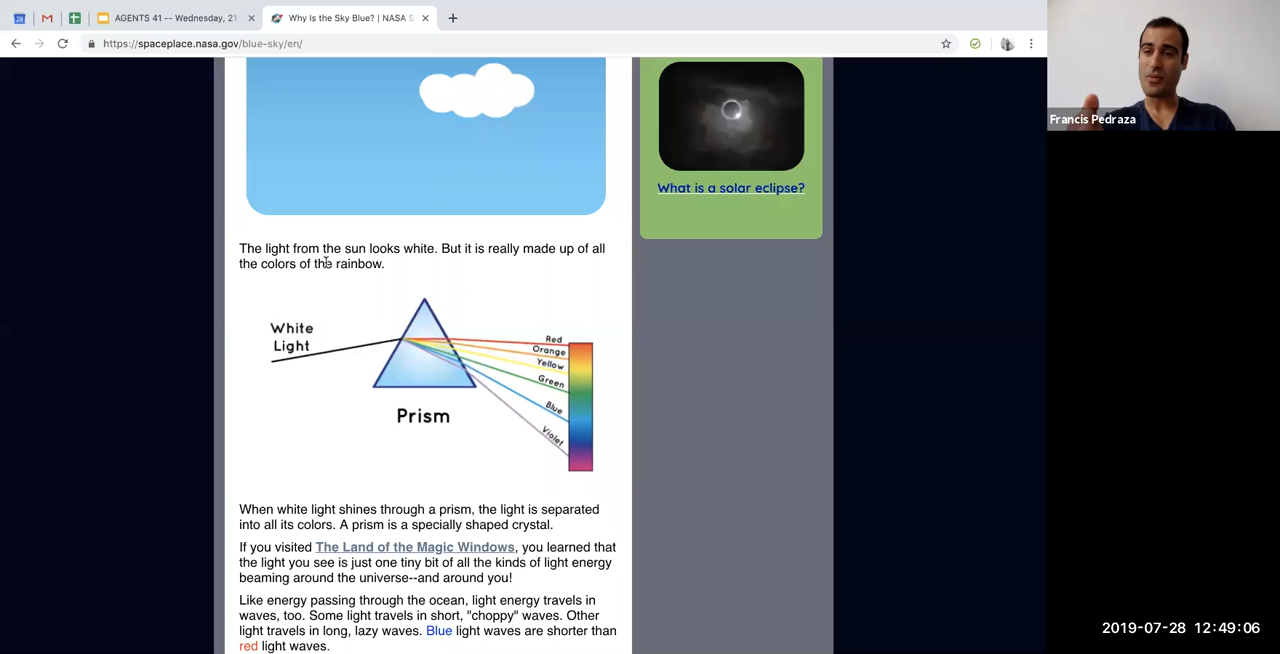 28
AGENTS 41 -- Wednesday, 21
Why Is the Sky Blue? | NASA S
https://spaceplace.nasa.gov/blue-sky/en/
Francis Pedraza
What is a solar eclipse?
The light from the sun looks white. But it is really made up of all
the colors of the rainbow.
White
Light
Red
Orange
Yellow
Green
Blue
Violet
Prism
When white light shines through a prism, the light is separated
into all its colors. A prism is a specially shaped crystal.
If you visited The Land of the Magic Windows, you learned that
the light you see is just one tiny bit of all the kinds of light energy
beaming around the universe--and around you!
Like energy passing through the ocean, light energy travels in
waves, too. Some light travels in short, "choppy" waves. Other
light travels in long, lazy waves. Blue light waves are shorter than
red light waves.
2019-07-28 12:49:06